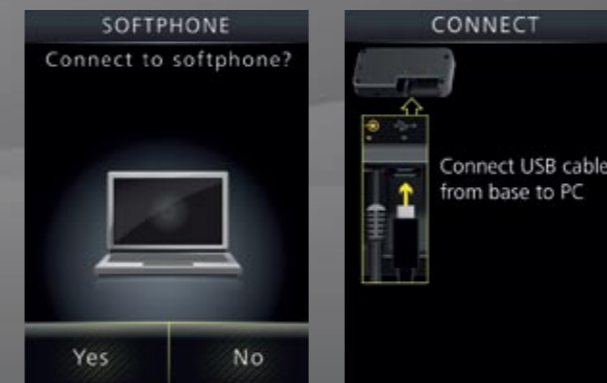 SOFTPHONE
Connect to softphone?
Yes No
CONNECT
Connect USB cable
from base to PC